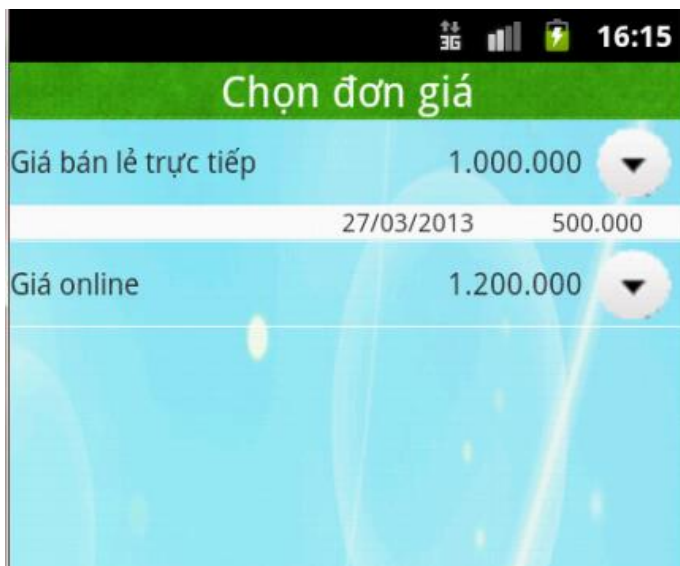 3G 16:15
Chọn đơn giá
Giá bán lẻ trực tiếp 1.000.000
27/03/2013 500.000
Giá online 1.200.000